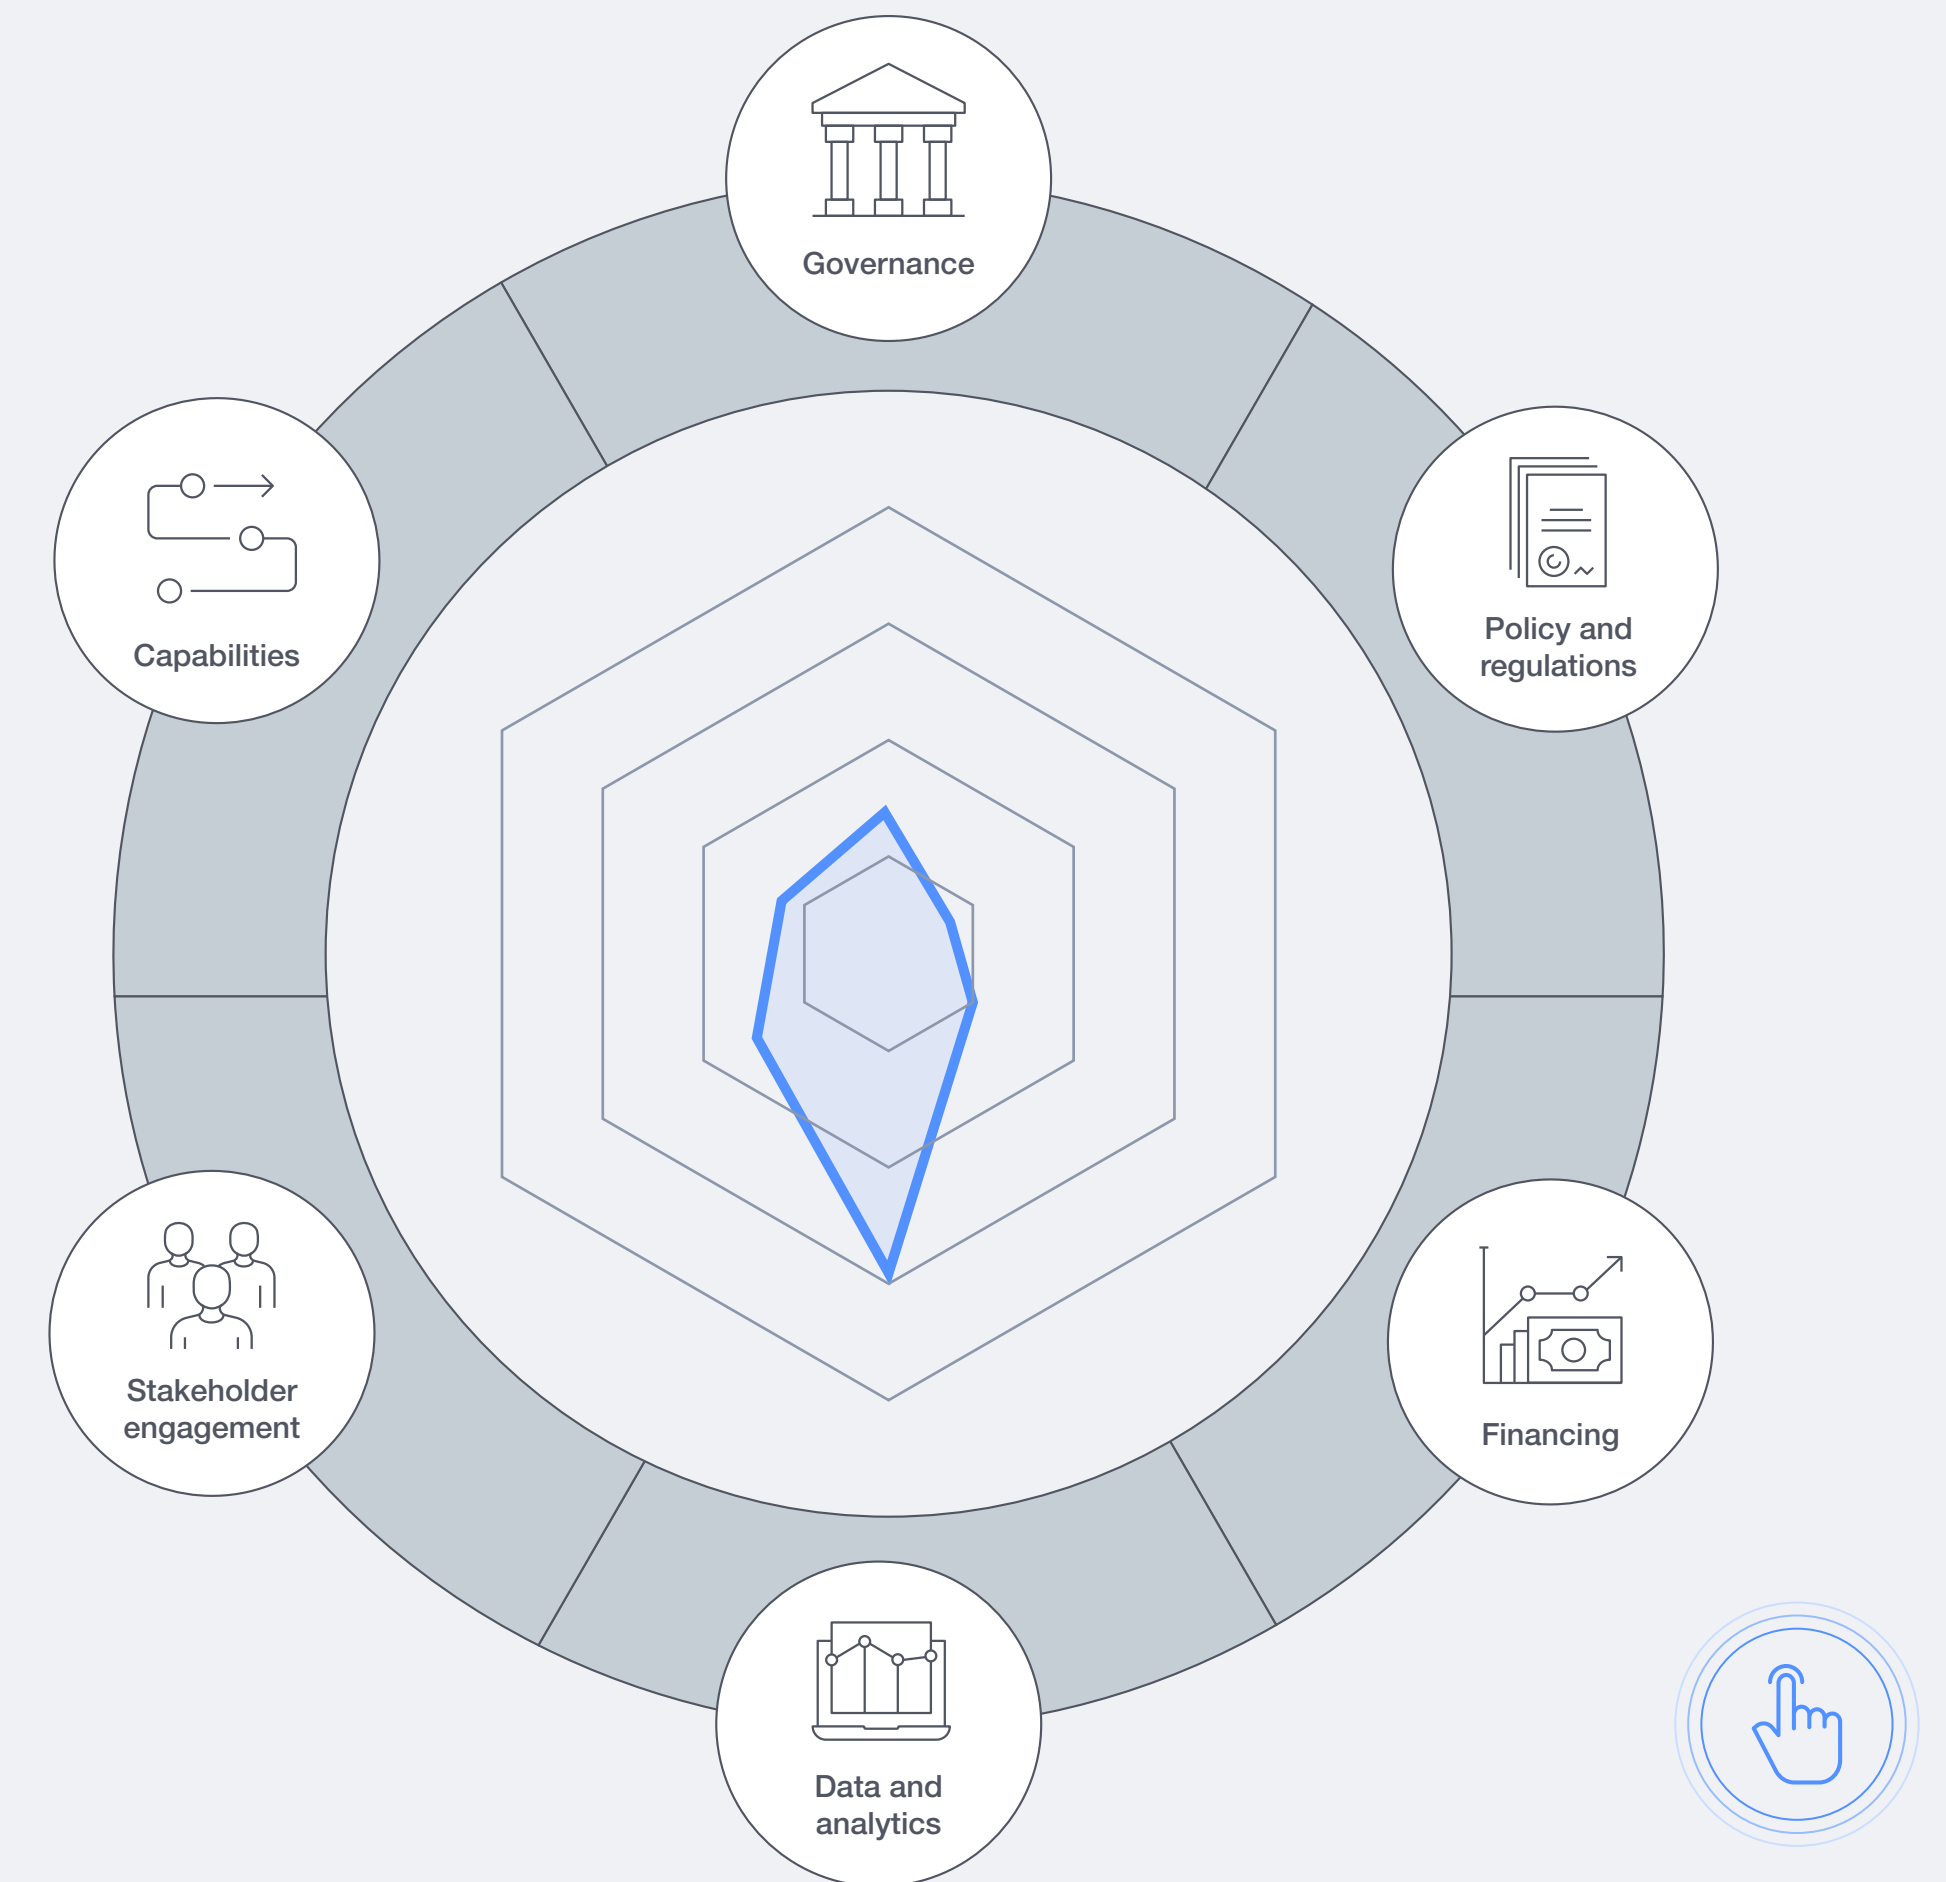 Governance
Policy and
regulations
Capabilities
Stakeholder
engagement
Financing
Data and
analytics